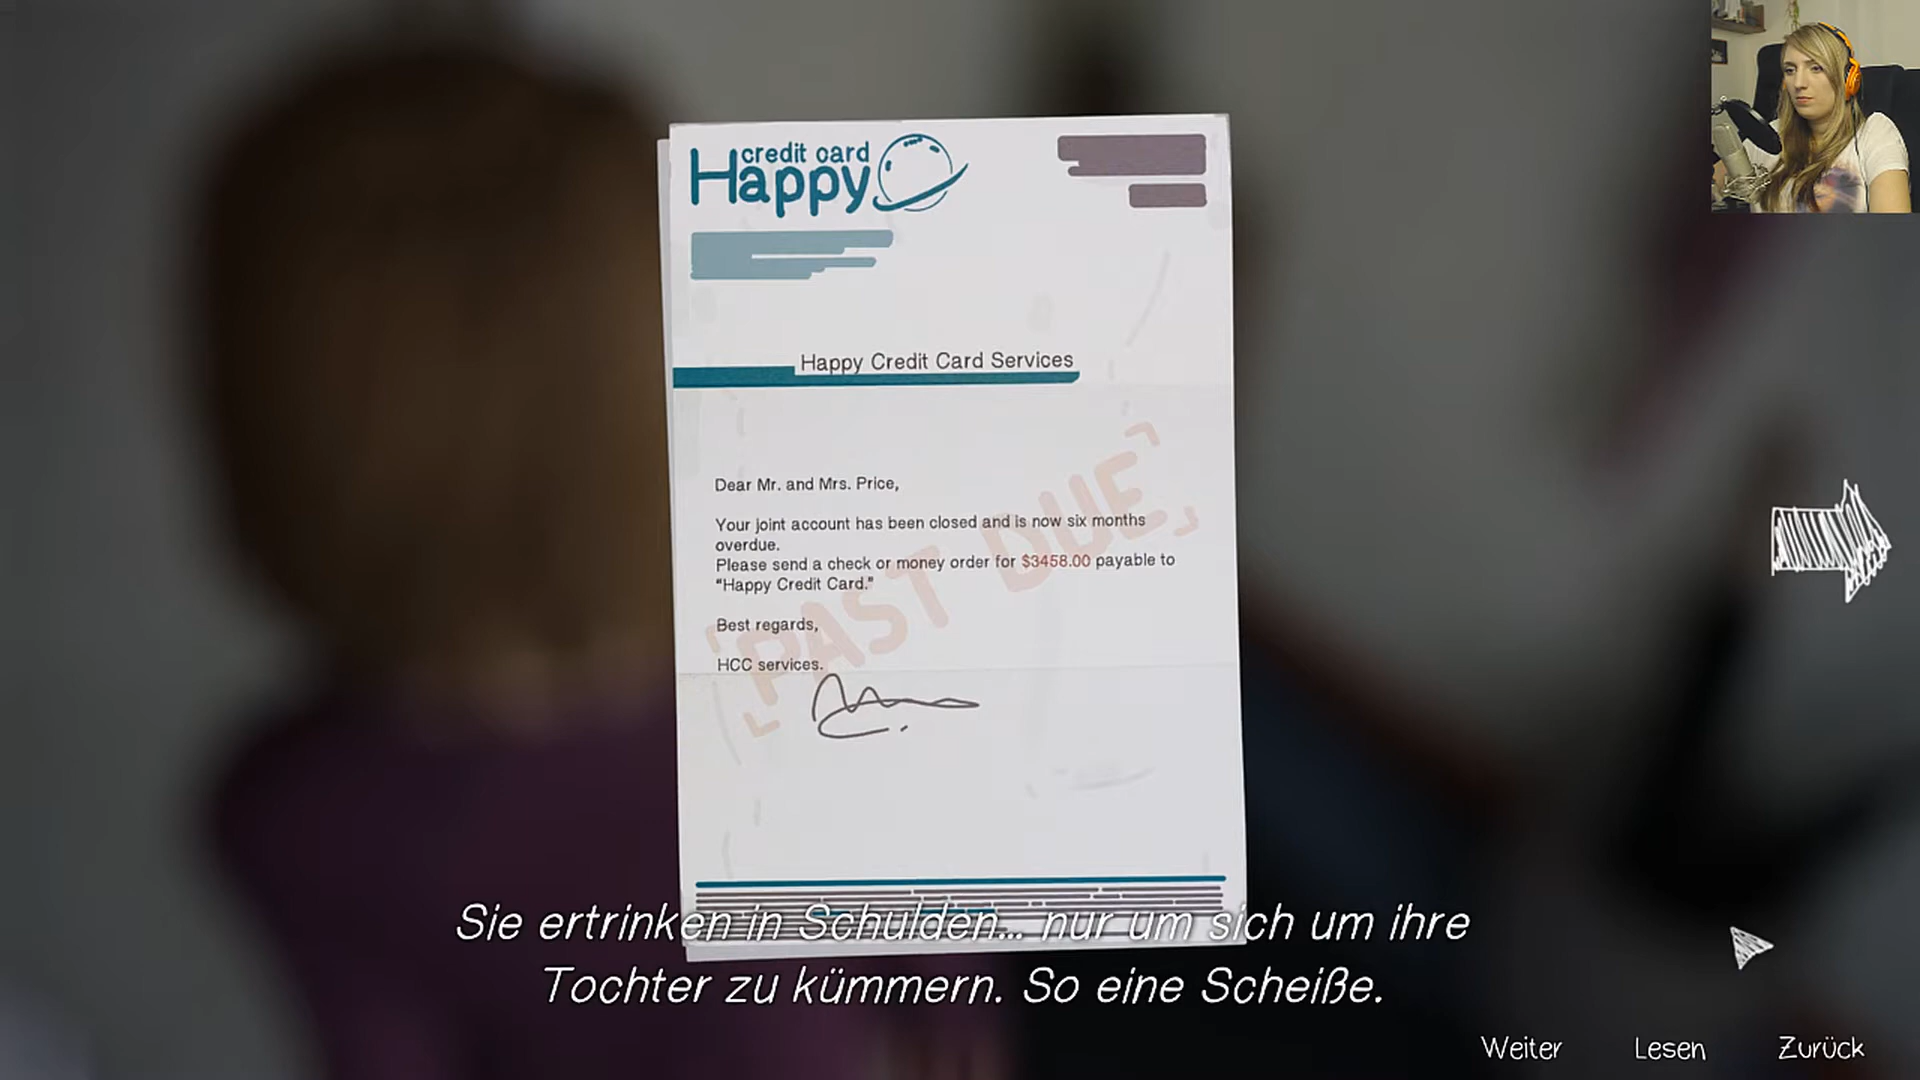 credit card
Happy
Happy Credit Card Services
Dear Mr. and Mrs. Price,
Your joint account has been closed and is now six months
overdue.
Please send a check or money order for $3458.00 payable to
"Happy Credit Card."
PAST DUE
Best regards,
HCC services.
Sie ertrinken in Schulden... nur um sich um ihre
Tochter zu kümmern. So eine Scheiße.
Weiter Lesen Zurück